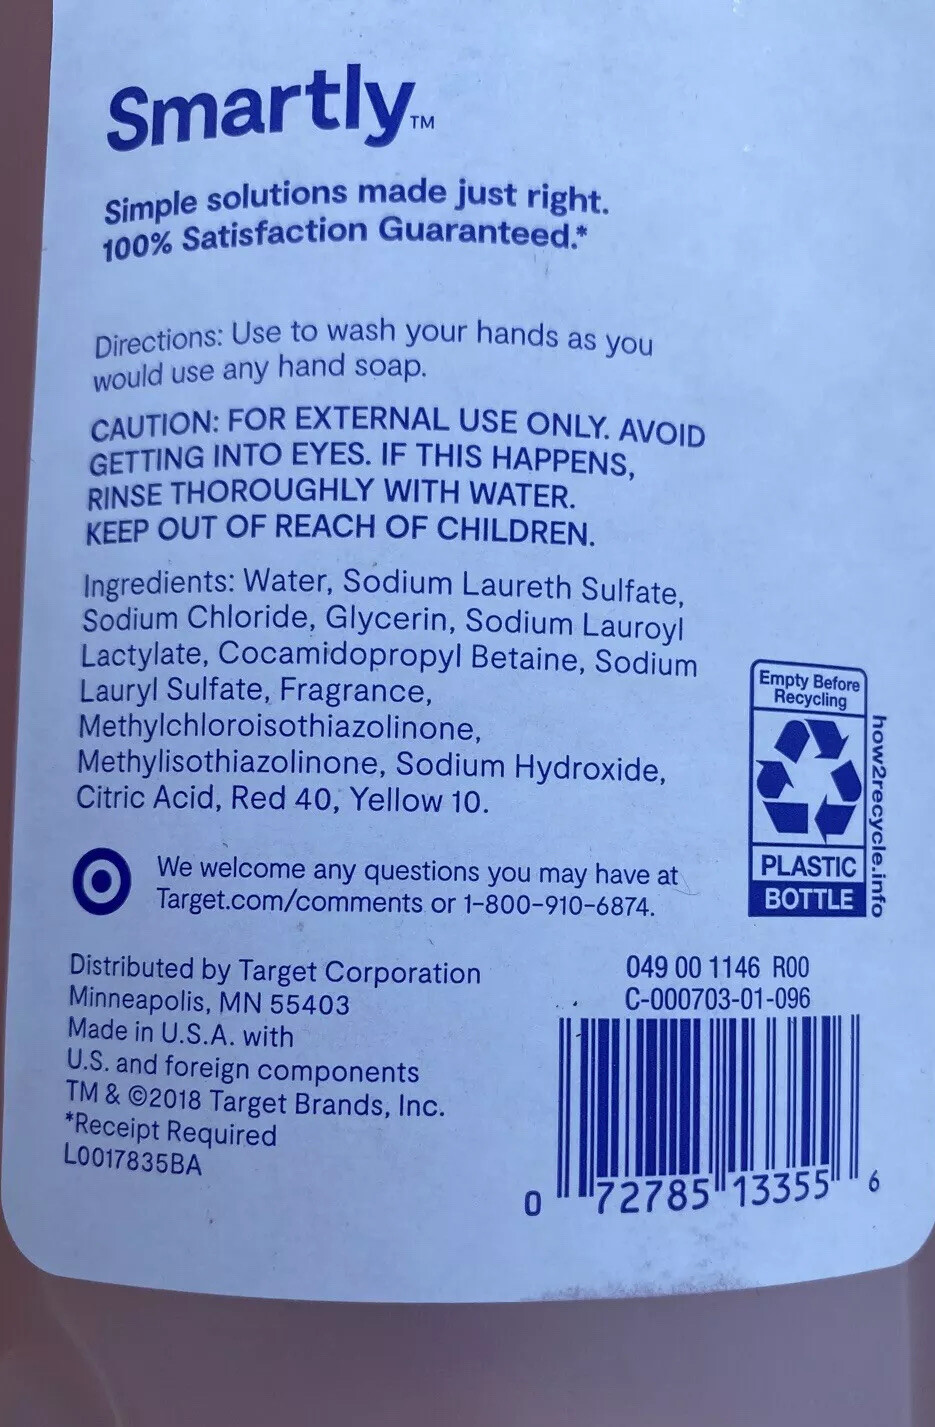 Smartly™
Simple solutions made just right.
100% Satisfaction Guaranteed.*
Directions: Use to wash your hands as you
would use any hand soap.
CAUTION: FOR EXTERNAL USE ONLY. AVOID
GETTING INTO EYES. IF THIS HAPPENS,
RINSE THOROUGHLY WITH WATER.
KEEP OUT OF REACH OF CHILDREN.
Ingredients: Water, Sodium Laureth Sulfate,
Sodium Chloride, Glycerin, Sodium Lauroyl
Lactylate, Cocamidopropyl Betaine, Sodium
Lauryl Sulfate, Fragrance,
Methylchloroisothiazolinone,
Methylisothiazolinone, Sodium Hydroxide,
Citric Acid, Red 40, Yellow 10.
Empty Before
Recycling
PLASTIC
BOTTLE
how2recycle.info
We welcome any questions you may have at
Target.com/comments or 1-800-910-6874.
Distributed by Target Corporation
Minneapolis, MN 55403
Made in U.S.A. with
U.S. and foreign components
TM & ©2018 Target Brands, Inc.
*Receipt Required
L0017835BA
049 00 1146 R00
C-000703-01-096
0 72785 13355 6